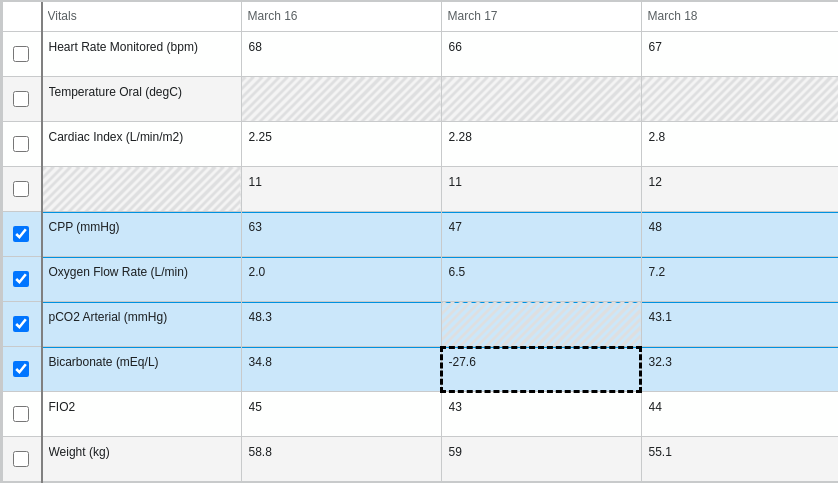 Vitals March 16 March 17 March 18
Heart Rate Monitored (bpm) 68 66 67
Temperature Oral (degC)
Cardiac Index (L/min/m2) 2.25 2.28 2.8
11 11 12
CPP (mmHg) 63 47 48
Oxygen Flow Rate (L/min) 2.0 6.5 7.2
pCO2 Arterial (mmHg) 48.3 43.1
Bicarbonate (mEq/L) 34.8 -27.6 32.3
FIO2 45 43 44
Weight (kg) 58.8 59 55.1